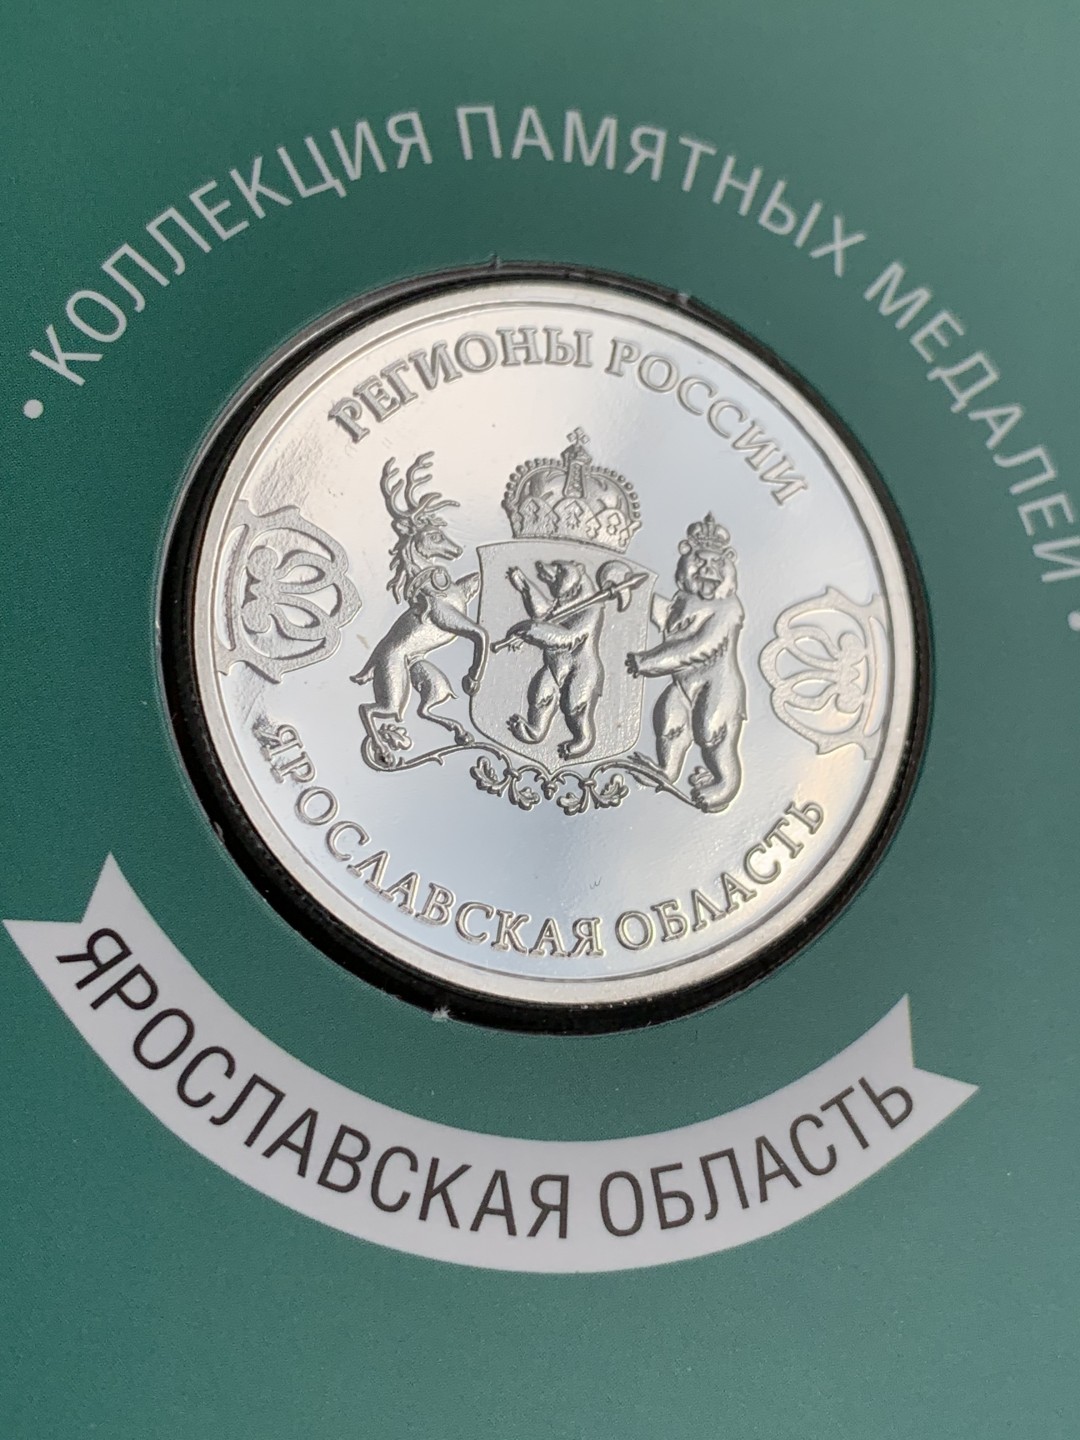 • КОЛЛЕКЦИЯ ПАМЯТНЫХ МЕДАЛЕЙ •
РЕГИОНЫ РОССИИ
ЯРОСЛАВСКАЯ ОБЛАСТЬ
ЯРОСЛАВСКАЯ ОБЛАСТЬ